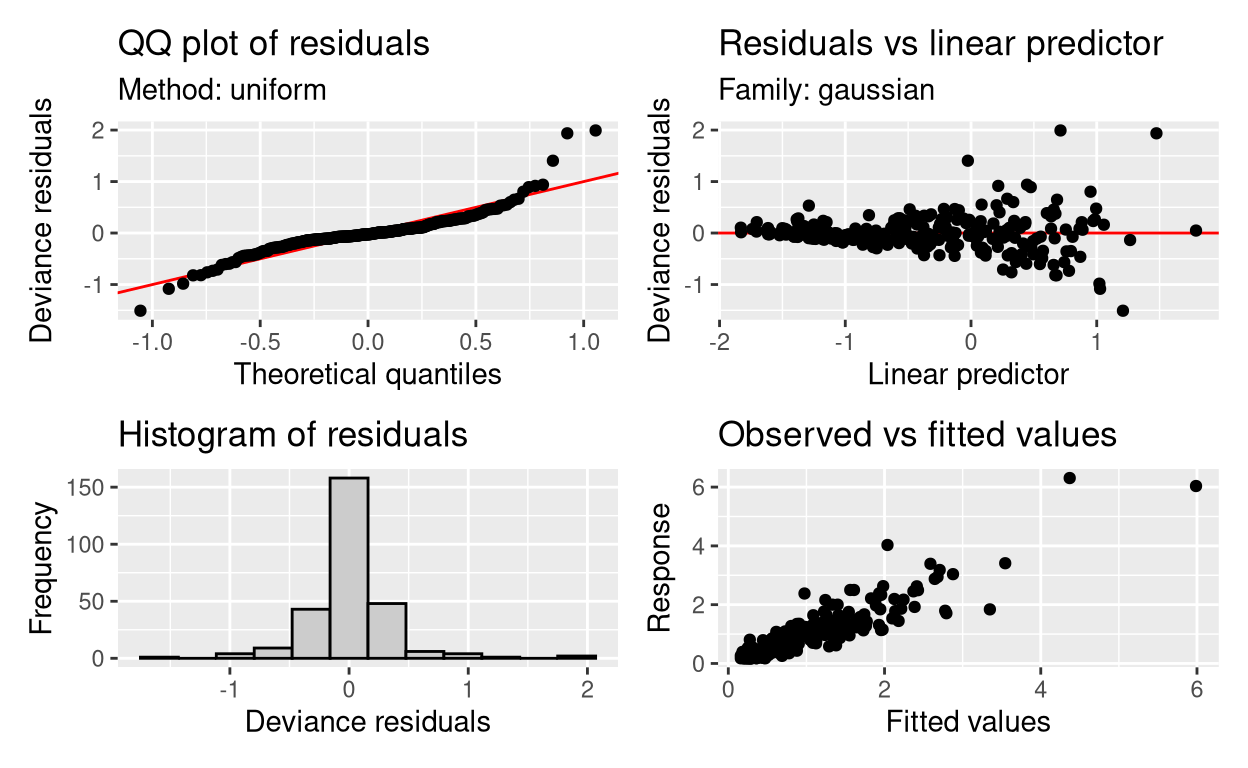 QQ plot of residuals
Method: uniform
Deviance residuals
2
1
0
-1
-1.0 -0.5 0.0 0.5 1.0
Theoretical quantiles
Residuals vs linear predictor
Family: gaussian
Deviance residuals
2
1
0
-1
-2 -1 0 1
Linear predictor
Histogram of residuals
Frequency
150
100
50
0
-1 0 1 2
Deviance residuals
Observed vs fitted values
Response
6
4
2
0
0 2 4 6
Fitted values